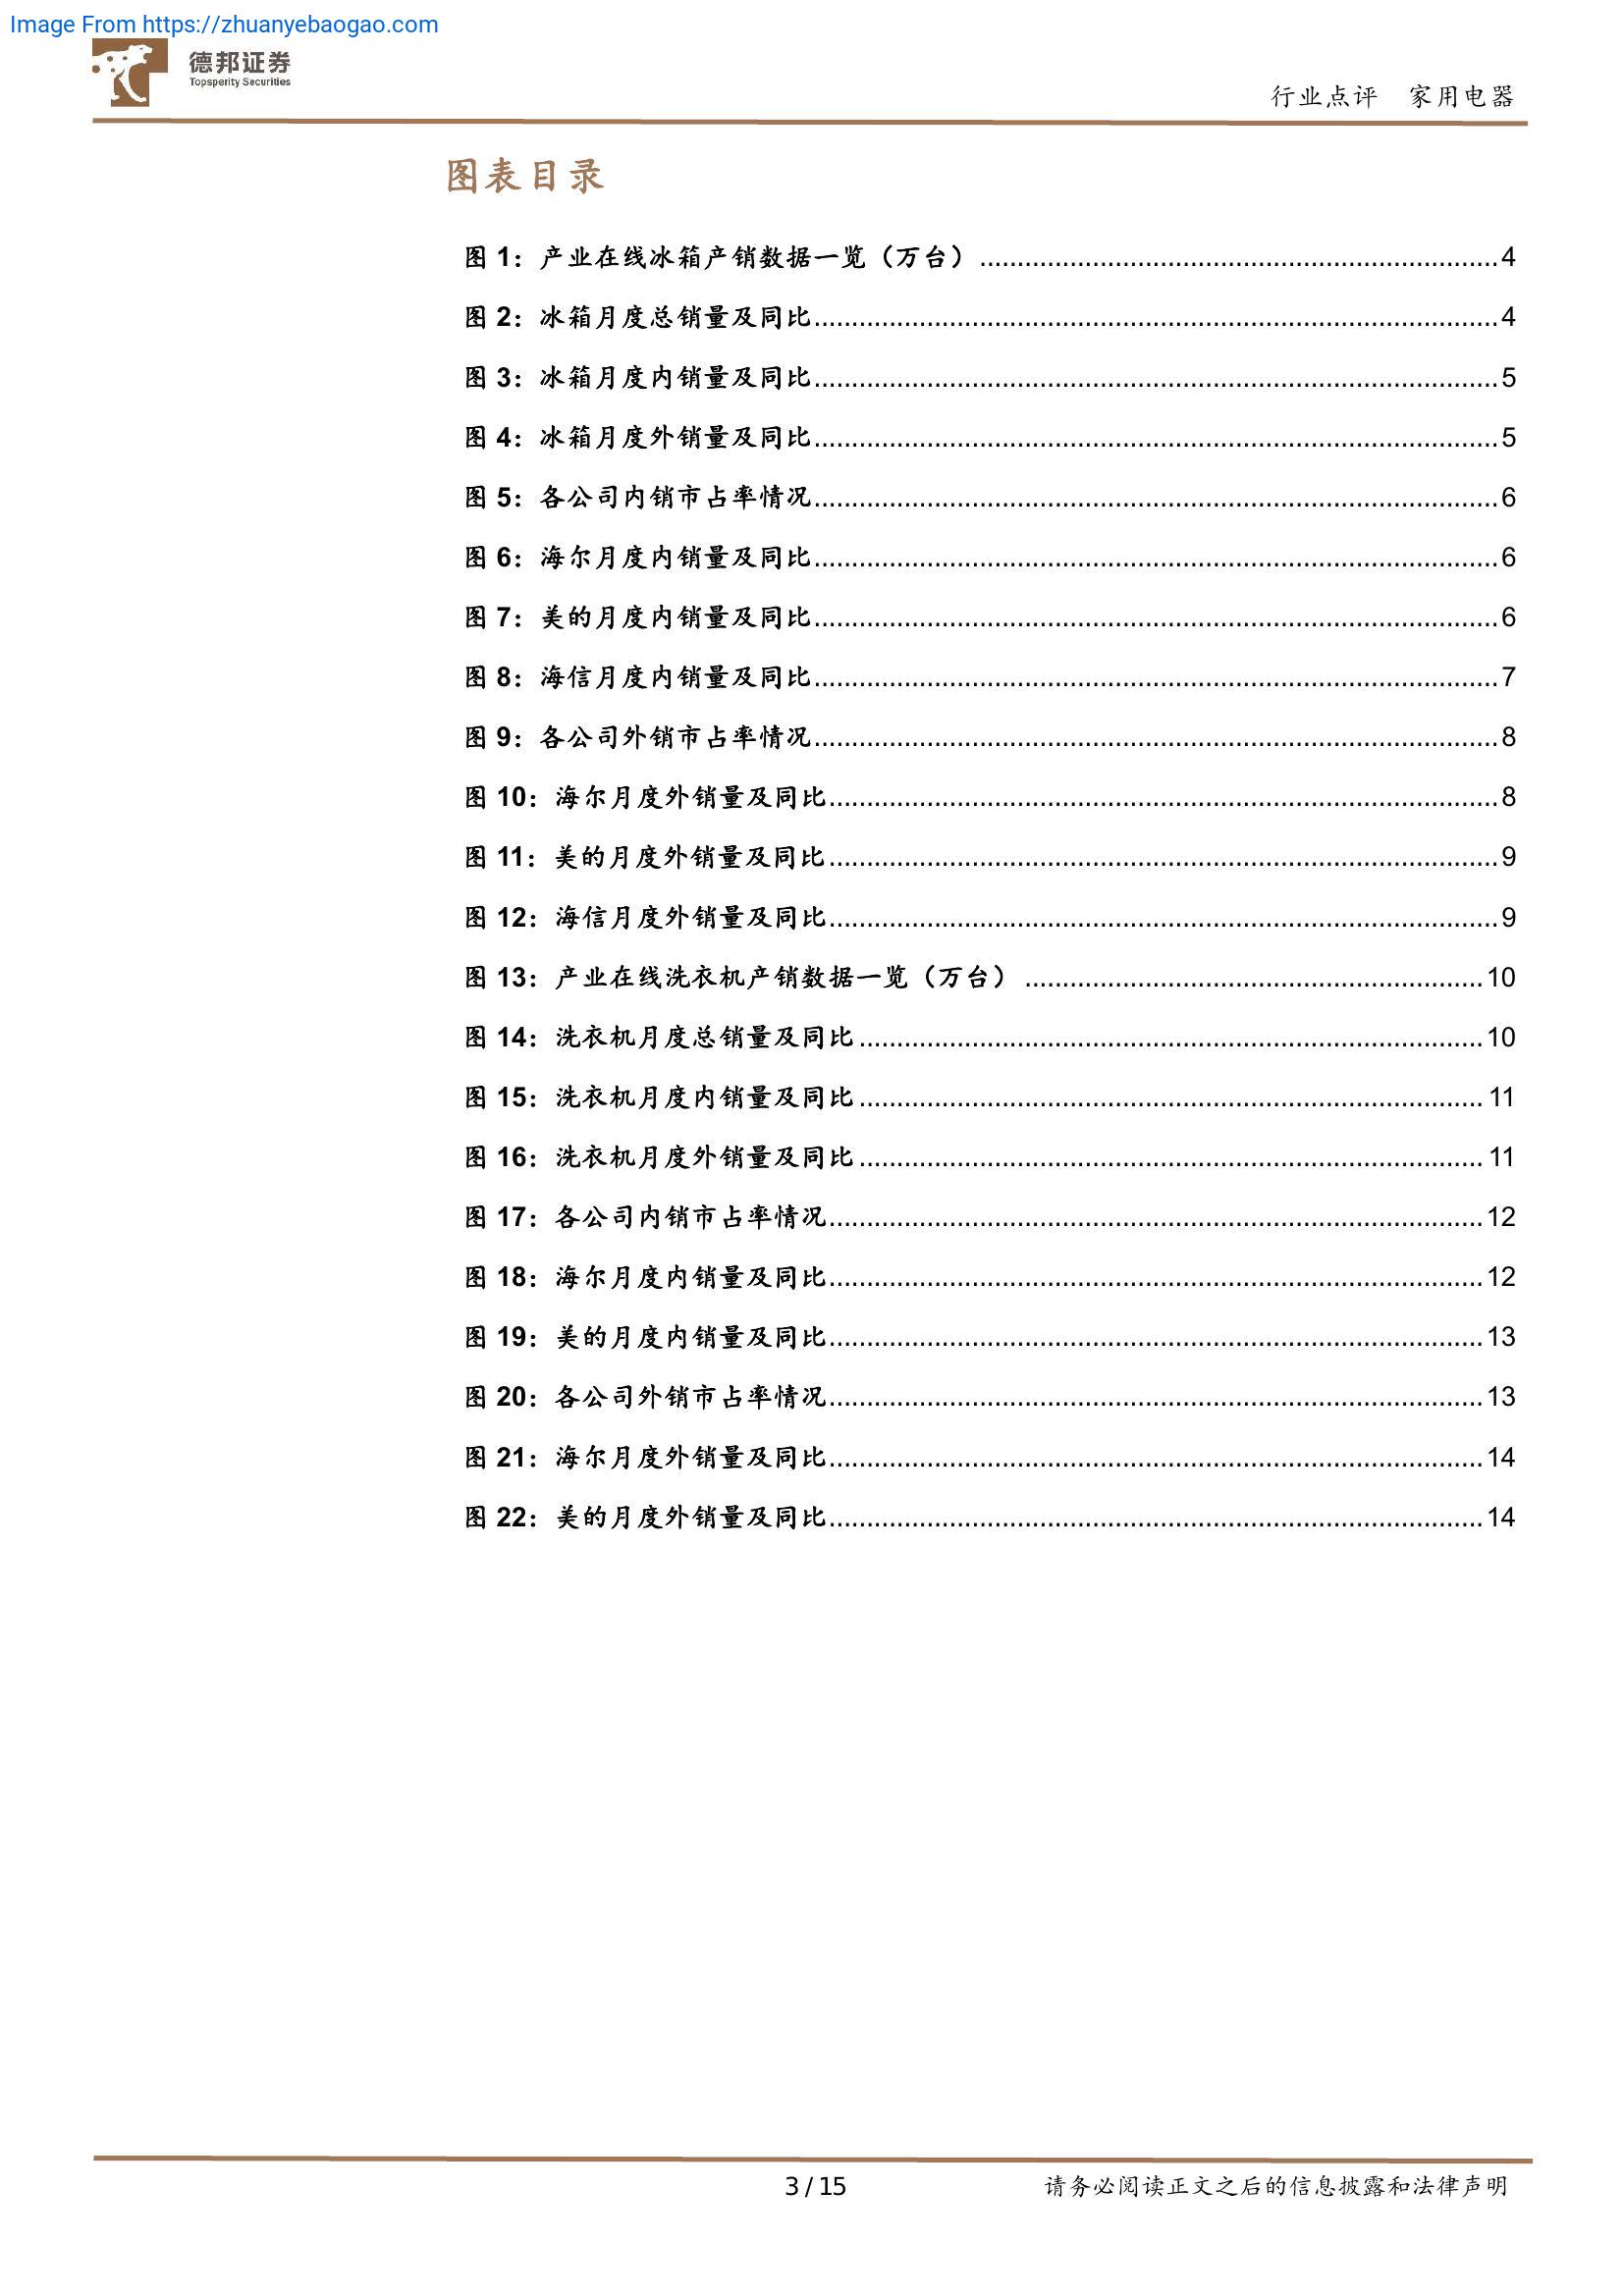 Image From https://zhuanyebaogao.com
德邦证券
Topsperity Securities
行业点评 家用电器
图表目录
图 1：产业在线冰箱产销数据一览（万台）....................................................................4
图 2：冰箱月度总销量及同比..........................................................................................4
图 3：冰箱月度内销量及同比..........................................................................................5
图 4：冰箱月度外销量及同比..........................................................................................5
图 5：各公司内销市占率情况..........................................................................................6
图 6：海尔月度内销量及同比..........................................................................................6
图 7：美的月度内销量及同比..........................................................................................6
图 8：海信月度内销量及同比..........................................................................................7
图 9：各公司外销市占率情况..........................................................................................8
图 10：海尔月度外销量及同比........................................................................................8
图 11：美的月度外销量及同比........................................................................................9
图 12：海信月度外销量及同比........................................................................................9
图 13：产业在线洗衣机产销数据一览（万台）............................................................10
图 14：洗衣机月度总销量及同比..................................................................................10
图 15：洗衣机月度内销量及同比..................................................................................11
图 16：洗衣机月度外销量及同比..................................................................................11
图 17：各公司内销市占率情况......................................................................................12
图 18：海尔月度内销量及同比......................................................................................12
图 19：美的月度内销量及同比......................................................................................13
图 20：各公司外销市占率情况......................................................................................13
图 21：海尔月度外销量及同比......................................................................................14
图 22：美的月度外销量及同比......................................................................................14
3 / 15
请务必阅读正文之后的信息披露和法律声明